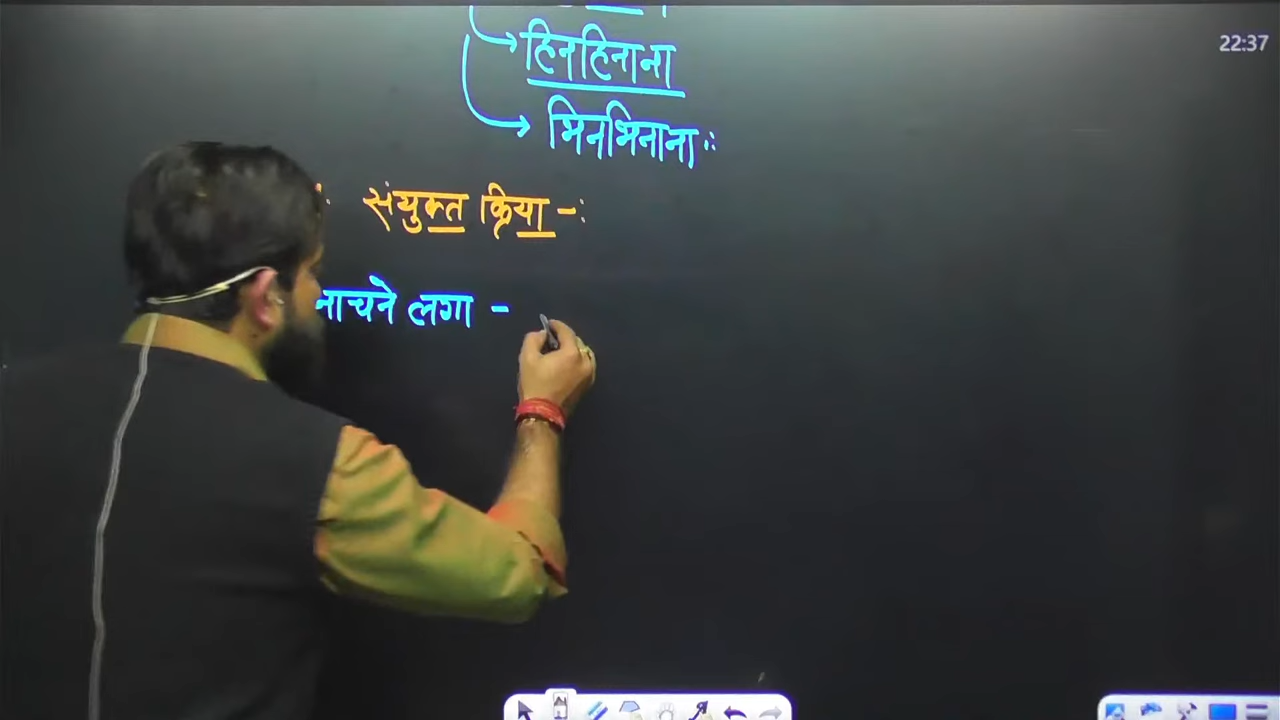 22:37
हिनहिनाना
भिनभिनाना
संयुक्त क्रिया -:
नाचने लगा -